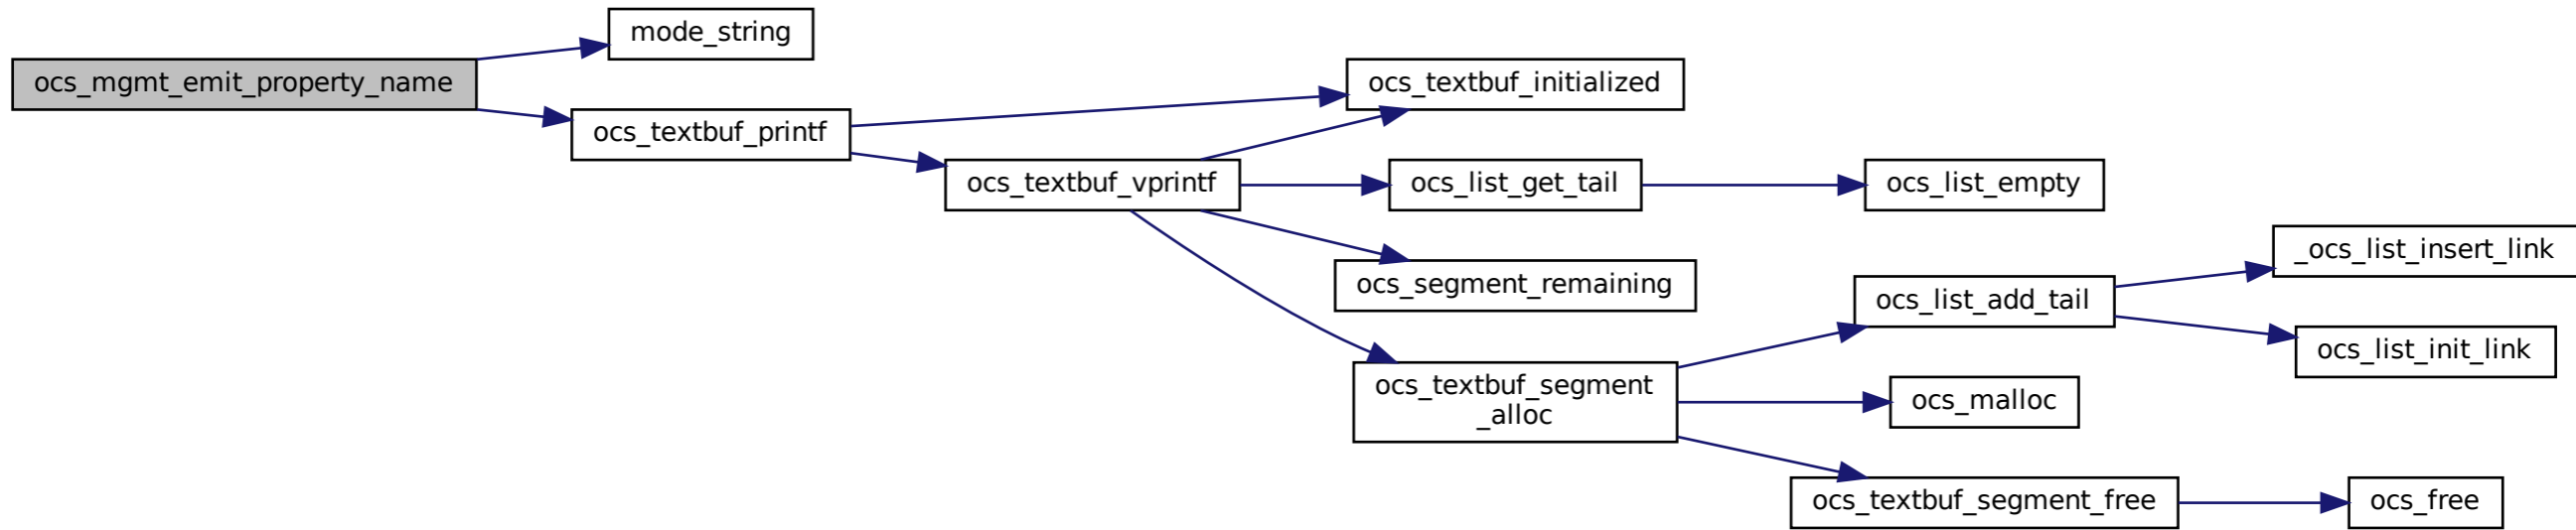 mode_string
ocs_mgmt_emit_property_name
ocs_textbuf_printf
ocs_textbuf_initialized
ocs_textbuf_vprintf
ocs_list_get_tail
ocs_list_empty
ocs_segment_remaining
ocs_textbuf_segment
_alloc
ocs_list_add_tail
_ocs_list_insert_link
ocs_list_init_link
ocs_malloc
ocs_textbuf_segment_free
ocs_free